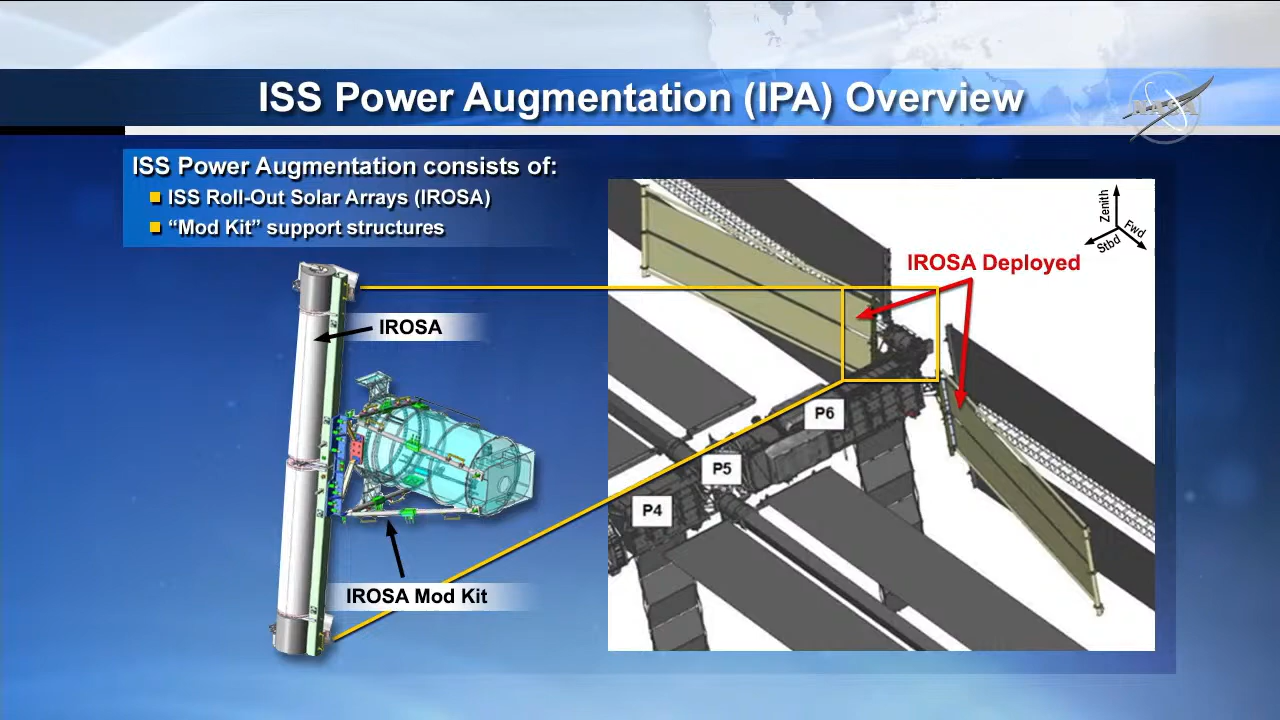 ISS Power Augmentation (IPA) Overview
NASA
ISS Power Augmentation consists of:
ISS Roll-Out Solar Arrays (IROSA)
“Mod Kit” support structures
Zenith
Fwd
Stbd
IROSA Deployed
IROSA
P6
P5
P4
IROSA Mod Kit